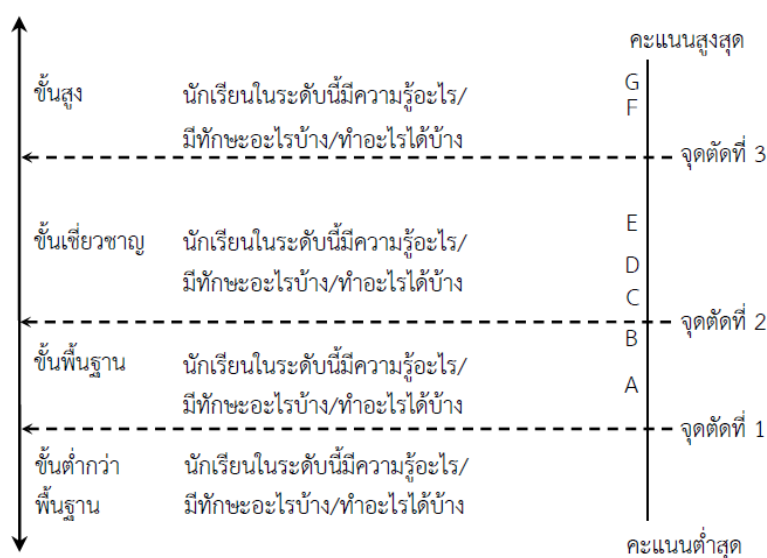 คะแนนสูงสุด
ขั้นสูง นักเรียนในระดับนี้มีความรู้อะไร/ G
มีทักษะอะไรบ้าง/ทำอะไรได้บ้าง F
จุดตัดที่ 3
ขั้นเชี่ยวชาญ นักเรียนในระดับนี้มีความรู้อะไร/ E
มีทักษะอะไรบ้าง/ทำอะไรได้บ้าง D
C
จุดตัดที่ 2
B
ขั้นพื้นฐาน นักเรียนในระดับนี้มีความรู้อะไร/
มีทักษะอะไรบ้าง/ทำอะไรได้บ้าง A
จุดตัดที่ 1
ขั้นต่ำกว่า นักเรียนในระดับนี้มีความรู้อะไร/
พื้นฐาน มีทักษะอะไรบ้าง/ทำอะไรได้บ้าง
คะแนนต่ำสุด